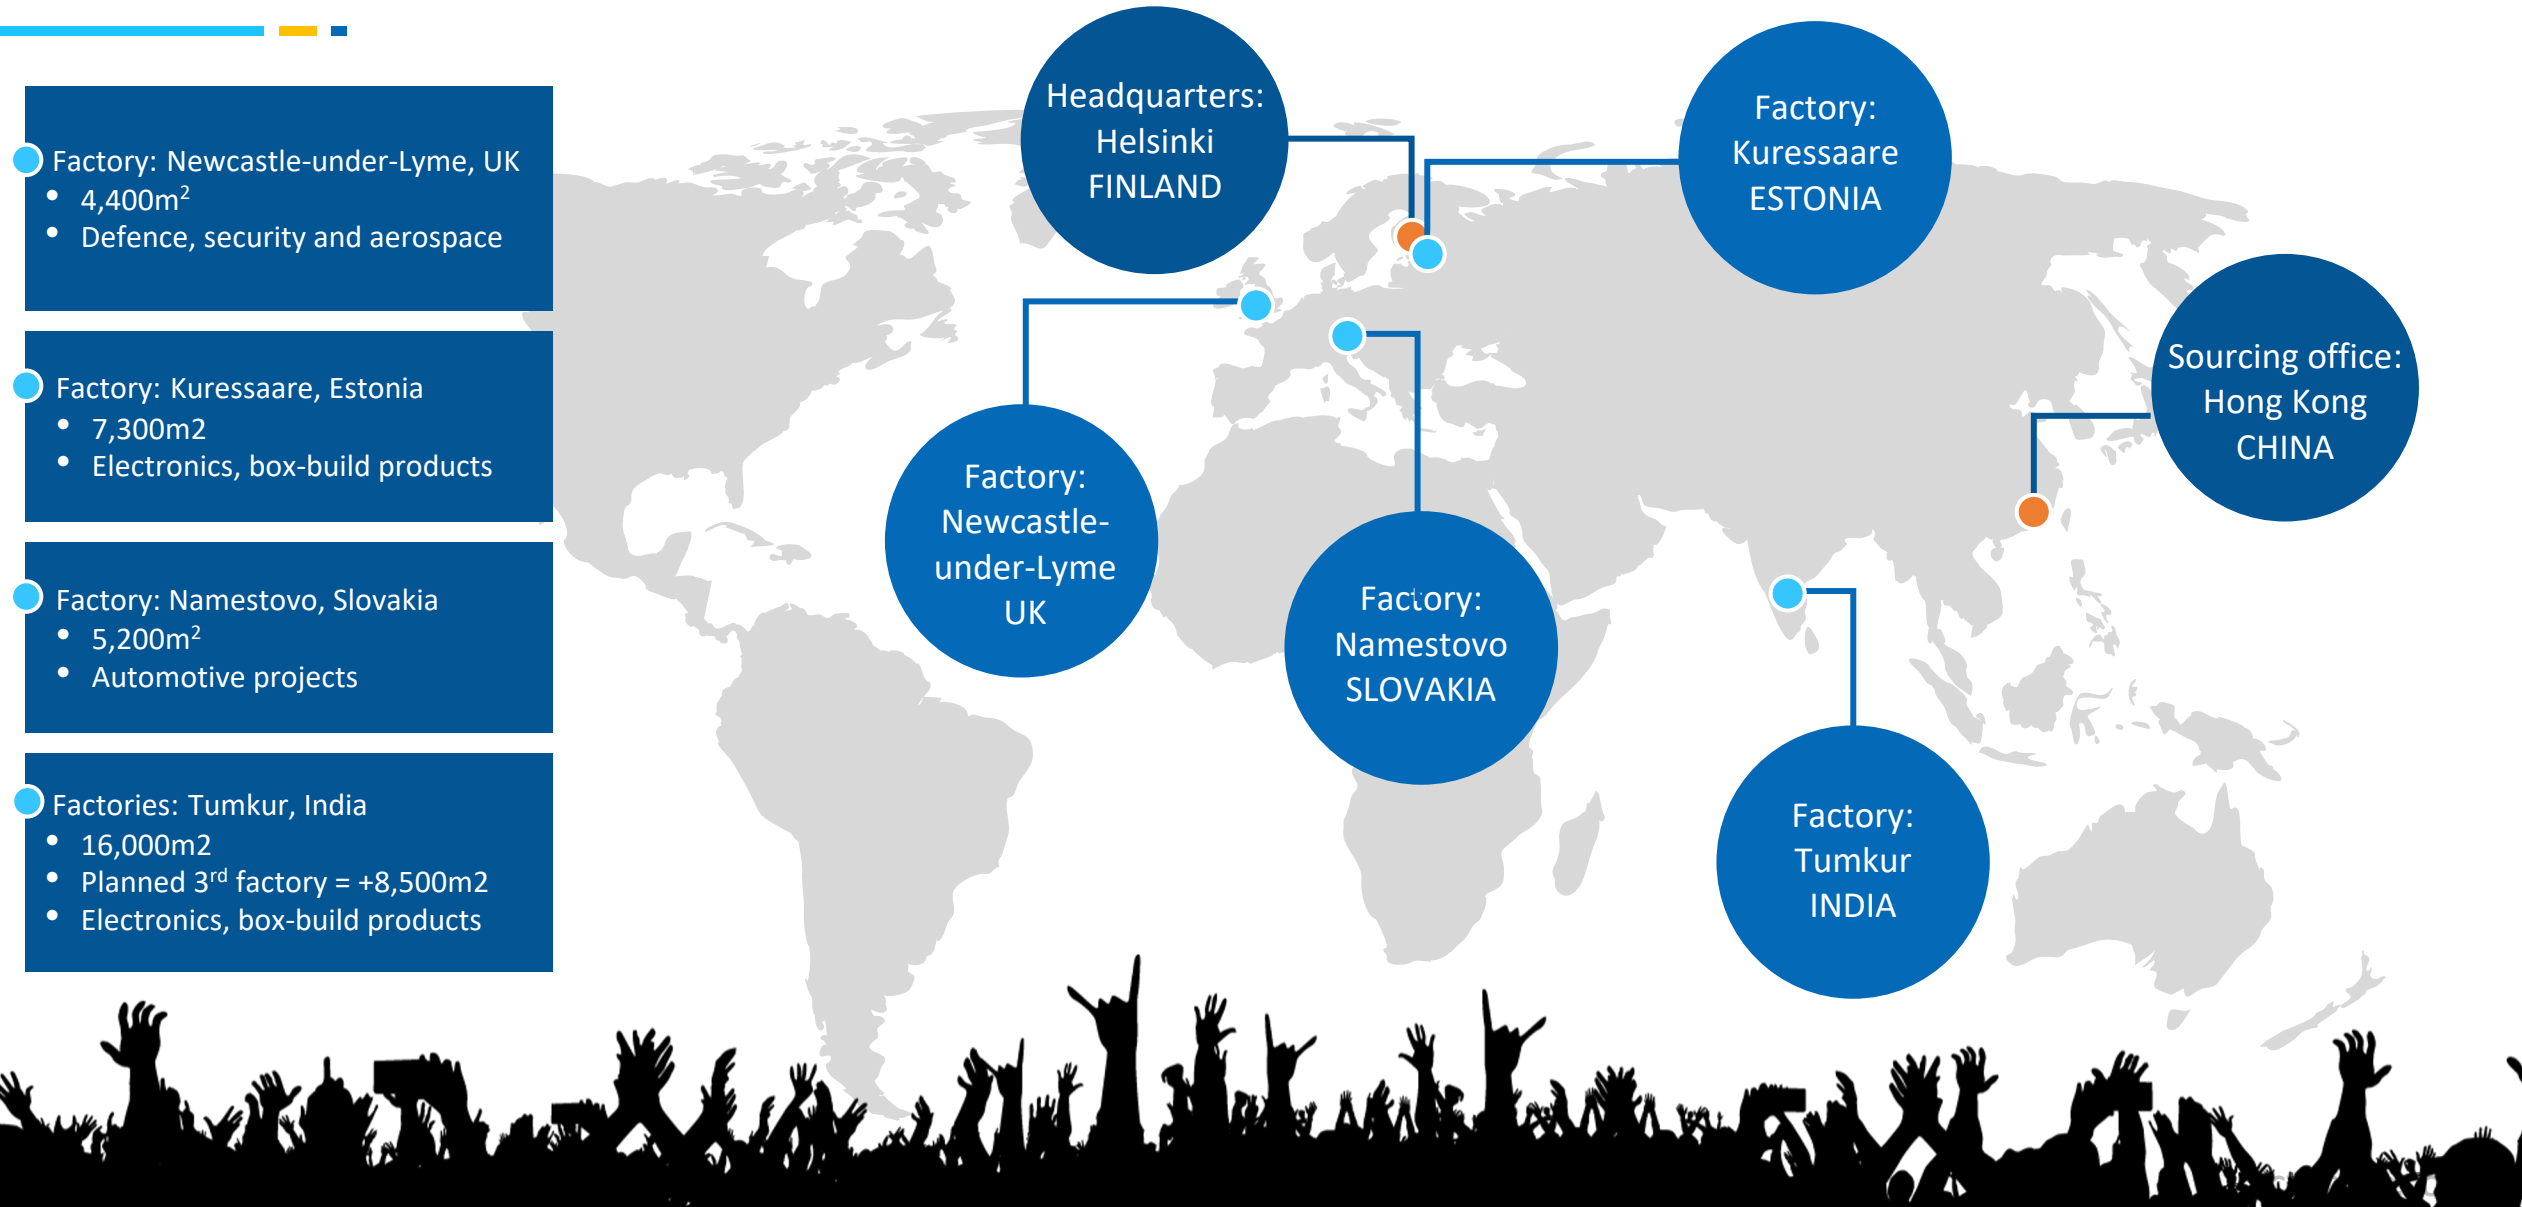 Factory: Newcastle-under-Lyme, UK
• 4,400m²
• Defence, security and aerospace
Factory: Kuressaare, Estonia
• 7,300m2
• Electronics, box-build products
Factory: Namestovo, Slovakia
• 5,200m²
• Automotive projects
Factories: Tumkur, India
• 16,000m2
• Planned 3rd factory = +8,500m2
• Electronics, box-build products
Headquarters:
Helsinki
FINLAND
Factory:
Kuressaare
ESTONIA
Sourcing office:
Hong Kong
CHINA
Factory:
Newcastle-
under-Lyme
UK
Factory:
Namestovo
SLOVAKIA
Factory:
Tumkur
INDIA